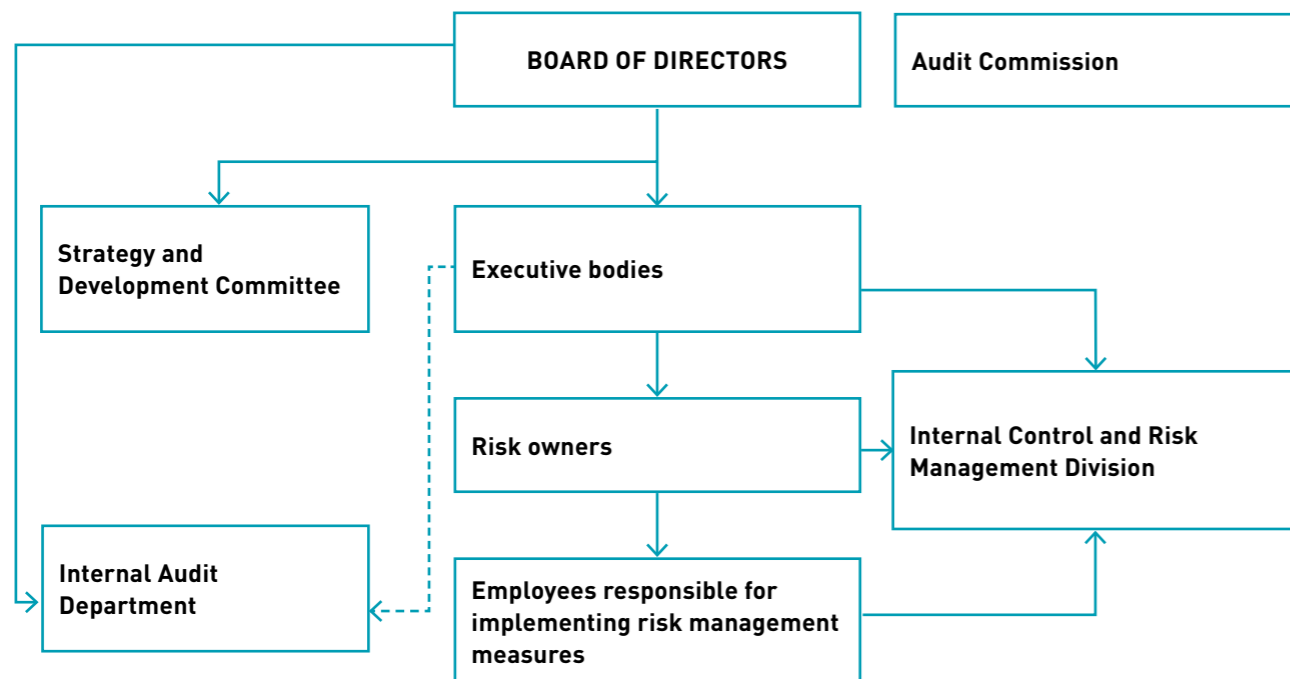 BOARD OF DIRECTORS
Audit Commission
Strategy and
Development Committee
Executive bodies
Risk owners
Internal Control and Risk
Management Division
Internal Audit
Department
Employees responsible for
implementing risk management
measures